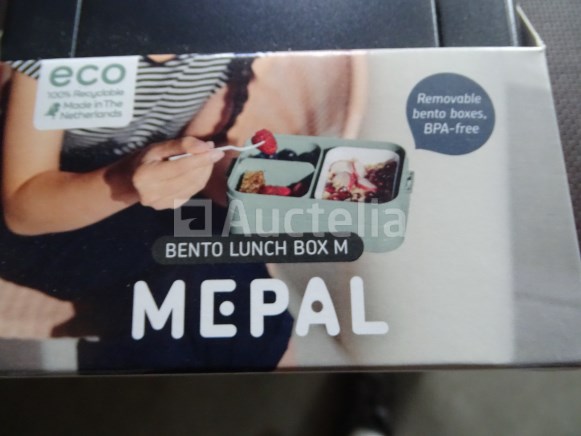 eco
100% Recyclable
Made in The
Netherlands
Removable
bento boxes,
BPA-free
Auctelia
BENTO LUNCH BOX M
MEPAL